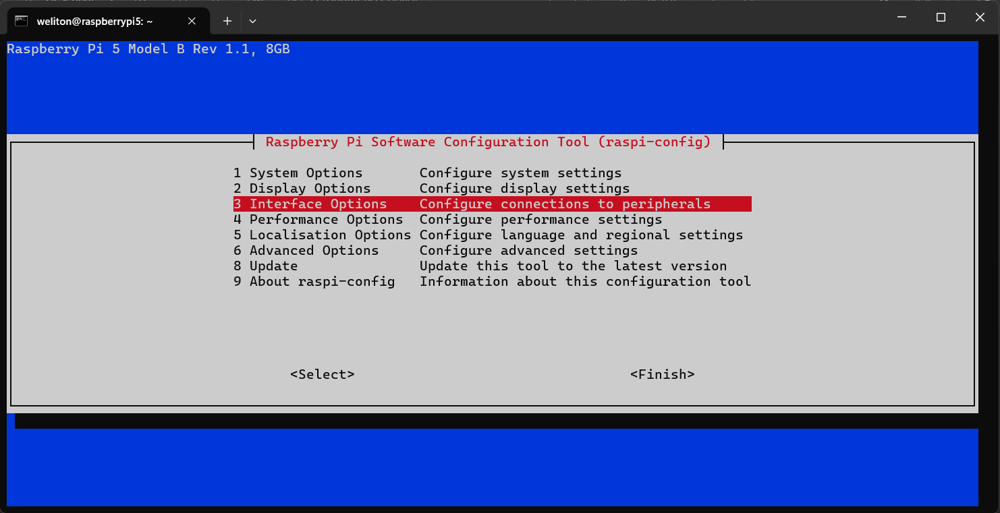 weliton@raspberrypi5: ~
Raspberry Pi 5 Model B Rev 1.1, 8GB
Raspberry Pi Software Configuration Tool (raspi-config)
1 System Options       Configure system settings
2 Display Options      Configure display settings
3 Interface Options    Configure connections to peripherals
4 Performance Options  Configure performance settings
5 Localisation Options Configure language and regional settings
6 Advanced Options     Configure advanced settings
8 Update               Update this tool to the latest version
9 About raspi-config   Information about this configuration tool
<Select>                                  <Finish>